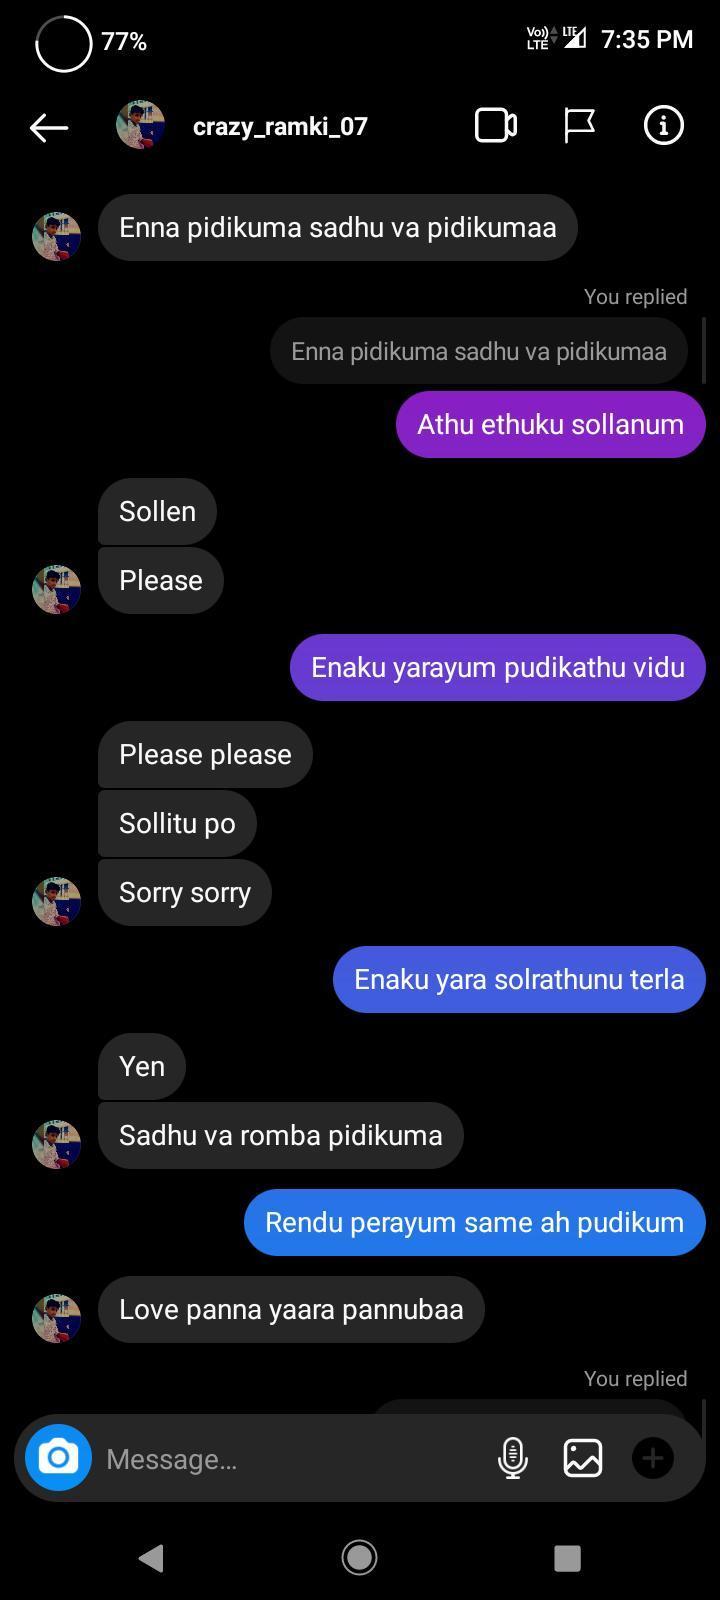 77%
Vo))
LTE
LTE
7:35 PM
crazy_ramki_07
Enna pidikuma sadhu va pidikumaa
You replied
Enna pidikuma sadhu va pidikumaa
Athu ethuku sollanum
Sollen
Please
Enaku yarayum pudikathu vidu
Please please
Sollitu po
Sorry sorry
Enaku yara solrathunu terla
Yen
Sadhu va romba pidikuma
Rendu perayum same ah pudikum
Love panna yaara pannubaa
You replied
Message...